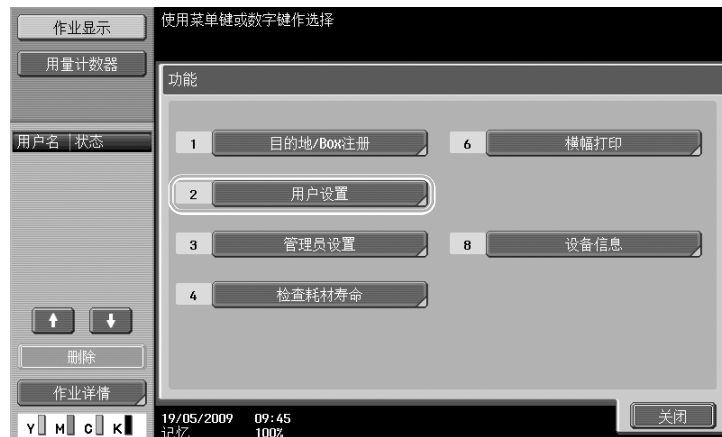 作业显示
用量计数器
使用菜单键或数字键作选择
功能
用户名 状态
1 目的地/Box注册
6 横幅打印
2 用户设置
3 管理员设置
8 设备信息
4 检查耗材寿命
删除
作业详情
Y M C K
19/05/2009 09:45
记忆 100%
关闭